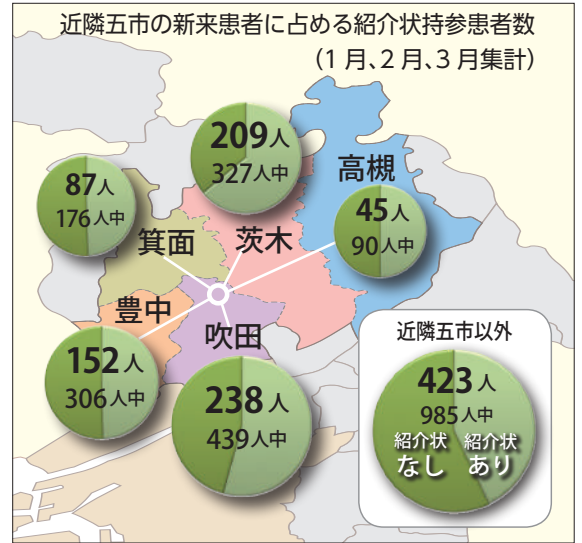 近隣五市の新来患者に占める紹介状持参患者数
(1月、2月、3月集計)
209人
327人中
高槻
87人
176人中
45人
90人中
箕面
茨木
豊中
吹田
152人
306人中
238人
439人中
近隣五市以外
423人
985人中
紹介状
なし
紹介状
あり